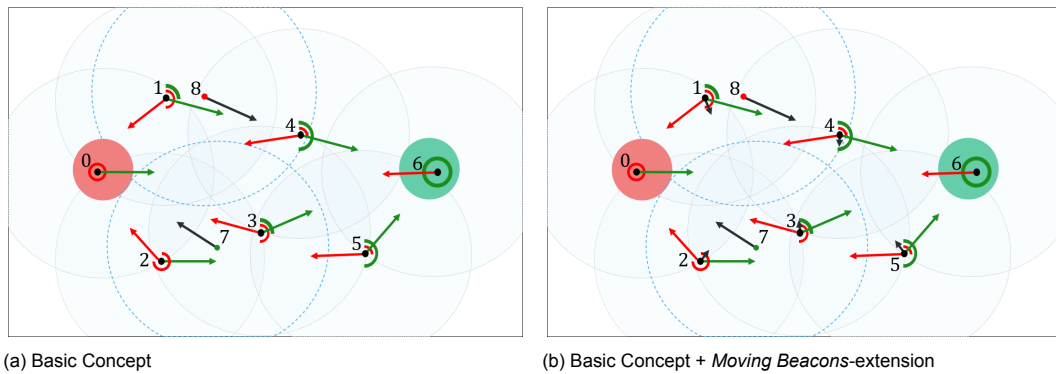 1 8 4 0 6 3 7 5 2
1 8 4 0 6 3 7 2 5
(a) Basic Concept
(b) Basic Concept + Moving Beacons-extension